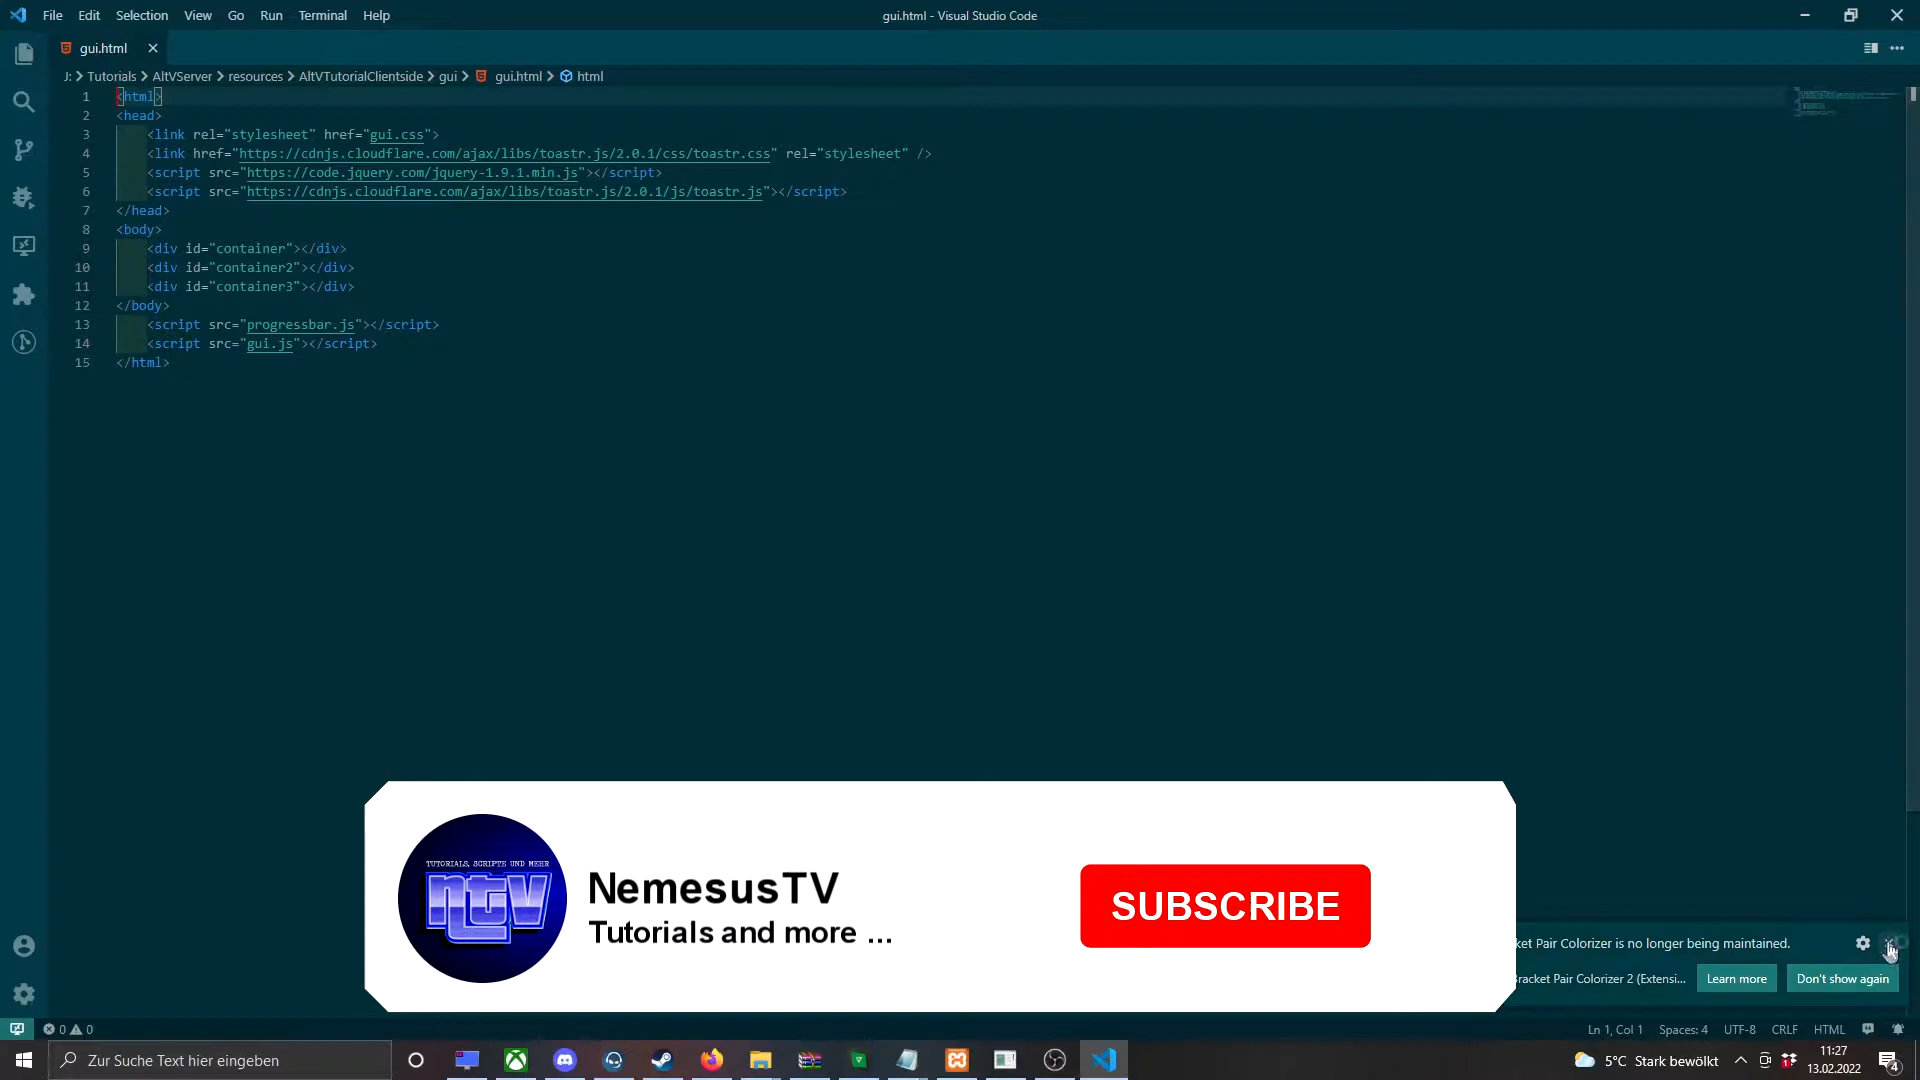 File Edit Selection View Go Run Terminal Help
gui.html - Visual Studio Code
gui.html
J: > Tutorials > AltVServer > resources > AltVTutorialClientside > gui > gui.html > html
1 <html>
2 <head>
3 <link rel="stylesheet" href="gui.css">
4 <link href="https://cdnjs.cloudflare.com/ajax/libs/toastr.js/2.0.1/css/toastr.css" rel="stylesheet" />
5 <script src="https://code.jquery.com/jquery-1.9.1.min.js"></script>
6 <script src="https://cdnjs.cloudflare.com/ajax/libs/toastr.js/2.0.1/js/toastr.js"></script>
7 </head>
8 <body>
9 <div id="container"></div>
10 <div id="container2"></div>
11 <div id="container3"></div>
12 </body>
13 <script src="progressbar.js"></script>
14 <script src="gui.js"></script>
15 </html>
TUTORIALS, SCRIPTE UND MEHR
NTV
NemesusTV
Tutorials and more ...
SUBSCRIBE
ket Pair Colorizer is no longer being maintained.
Bracket Pair Colorizer 2 (Extensi...
Learn more
Don't show again
0 0
Ln 1, Col 1 Spaces: 4 UTF-8 CRLF HTML
Zur Suche Text hier eingeben
5°C Stark bewölkt
11:27
13.02.2022
4